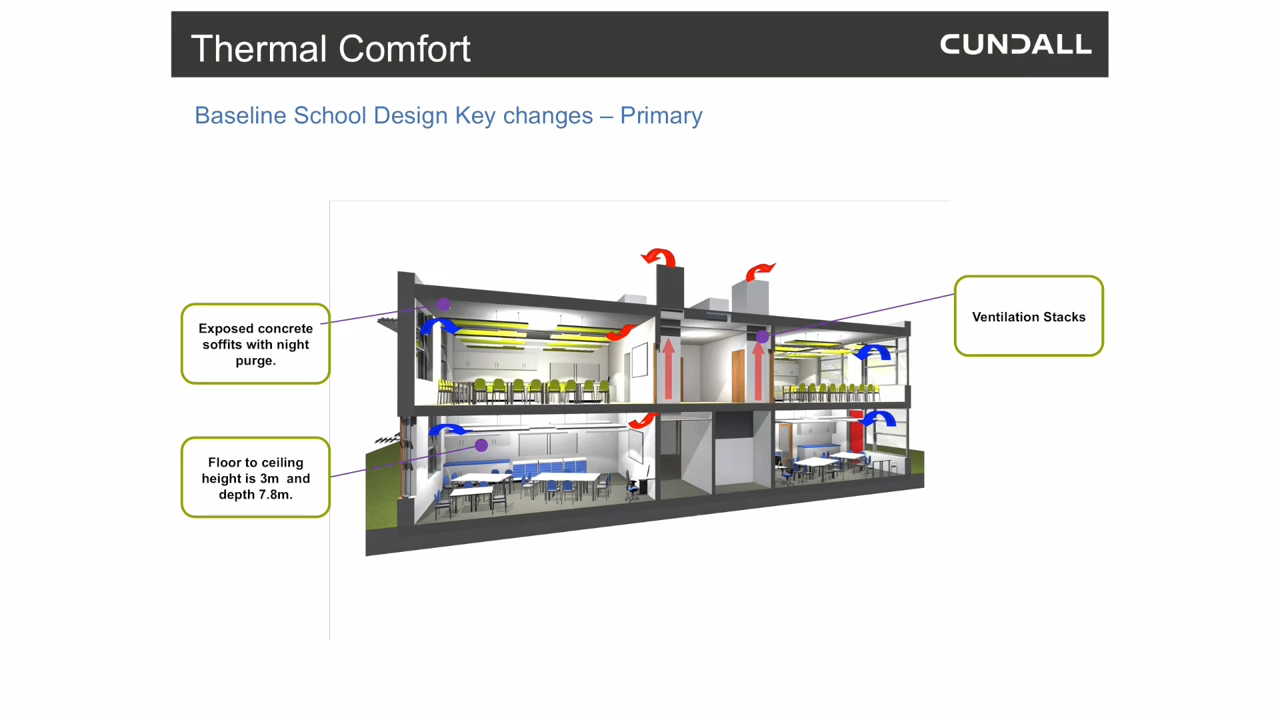 Thermal Comfort
CUNDALL
Baseline School Design Key changes – Primary
Exposed concrete
soffits with night
purge.
Ventilation Stacks
Floor to ceiling
height is 3m and
depth 7.8m.